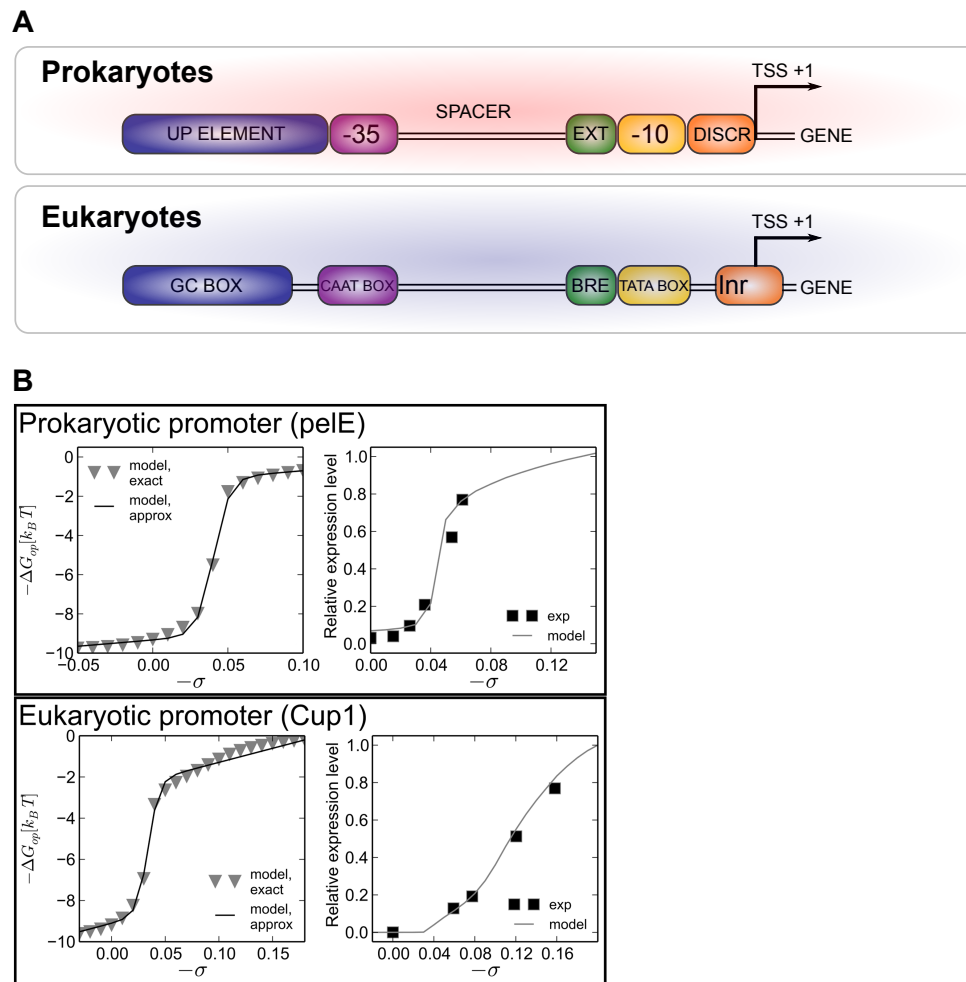 A
Prokaryotes
TSS +1
SPACER
UP ELEMENT -35 EXT -10 DISCR GENE
Eukaryotes
TSS +1
GC BOX CAAT BOX BRE TATA BOX Inr GENE
B
Prokaryotic promoter (pelE)
−ΔG_op[k_B T]
0
−2
−4
−6
−8
−10
model, exact
model, approx
−0.05 0.00 0.05 0.10
−σ
Relative expression level
1.0
0.8
0.6
0.4
0.2
0.0
exp
model
0.00 0.04 0.08 0.12
−σ
Eukaryotic promoter (Cup1)
−ΔG_op[k_B T]
0
−2
−4
−6
−8
−10
model, exact
model, approx
0.00 0.05 0.10 0.15
−σ
Relative expression level
1.0
0.8
0.6
0.4
0.2
0.0
exp
model
0.00 0.04 0.08 0.12 0.16
−σ